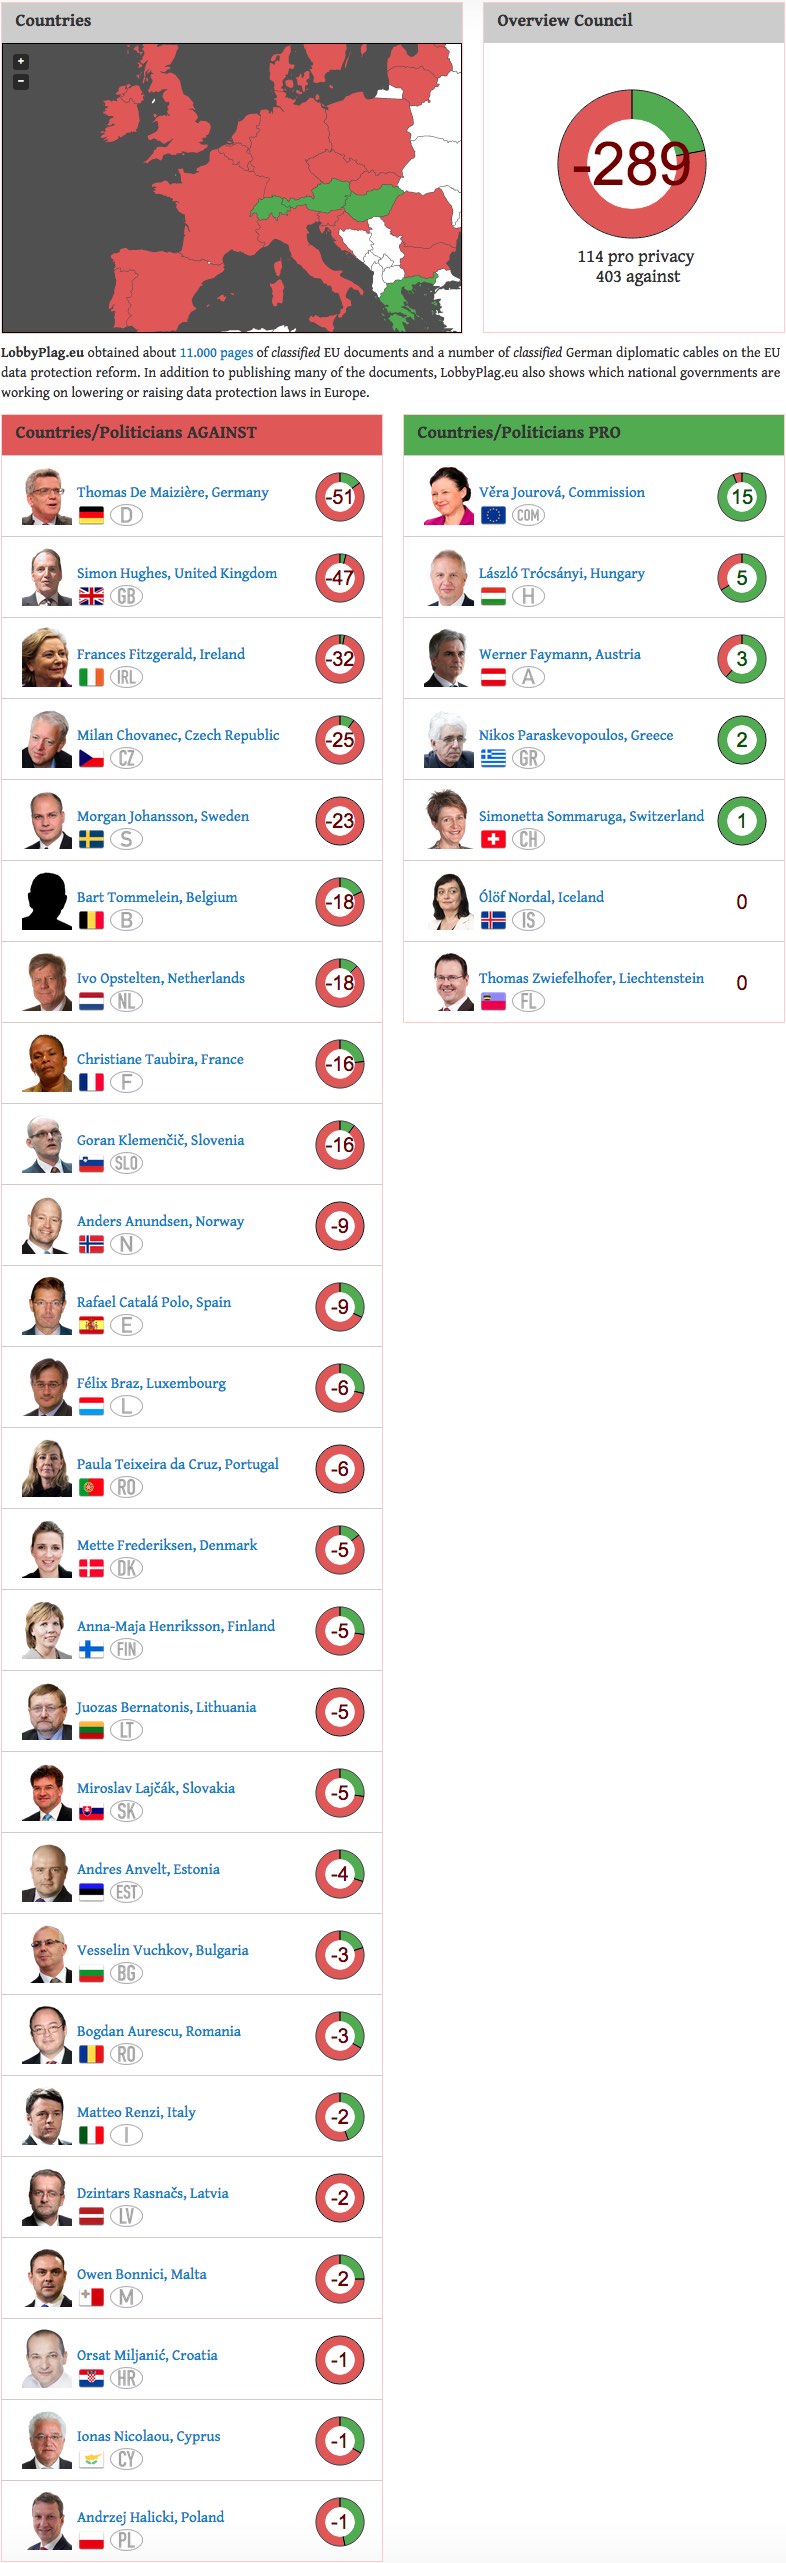 Countries
Overview Council
+
−
-289
114 pro privacy
403 against
LobbyPlag.eu obtained about 11.000 pages of classified EU documents and a number of classified German diplomatic cables on the EU
data protection reform. In addition to publishing many of the documents, LobbyPlag.eu also shows which national governments are
working on lowering or raising data protection laws in Europe.
Countries/Politicians AGAINST
Thomas De Maizière, Germany
D
-51
Simon Hughes, United Kingdom
GB
-47
Frances Fitzgerald, Ireland
IRL
-32
Milan Chovanec, Czech Republic
CZ
-25
Morgan Johansson, Sweden
S
-23
Bart Tommelein, Belgium
B
-18
Ivo Opstelten, Netherlands
NL
-18
Christiane Taubira, France
F
-16
Goran Klemenčič, Slovenia
SLO
-16
Anders Anundsen, Norway
N
-9
Rafael Catalá Polo, Spain
E
-9
Félix Braz, Luxembourg
L
-6
Paula Teixeira da Cruz, Portugal
RO
-6
Mette Frederiksen, Denmark
DK
-5
Anna-Maja Henriksson, Finland
FIN
-5
Juozas Bernatonis, Lithuania
LT
-5
Miroslav Lajčák, Slovakia
SK
-5
Andres Anvelt, Estonia
EST
-4
Vesselin Vuchkov, Bulgaria
BG
-3
Bogdan Aurescu, Romania
RO
-3
Matteo Renzi, Italy
I
-2
Dzintars Rasnačs, Latvia
LV
-2
Owen Bonnici, Malta
M
-2
Orsat Miljanić, Croatia
HR
-1
Ionas Nicolaou, Cyprus
CY
-1
Andrzej Halicki, Poland
PL
-1
Countries/Politicians PRO
Věra Jourová, Commission
COM
15
László Trócsányi, Hungary
H
5
Werner Faymann, Austria
A
3
Nikos Paraskevopoulos, Greece
GR
2
Simonetta Sommaruga, Switzerland
CH
1
Ólöf Nordal, Iceland
IS
0
Thomas Zwiefelhofer, Liechtenstein
FL
0